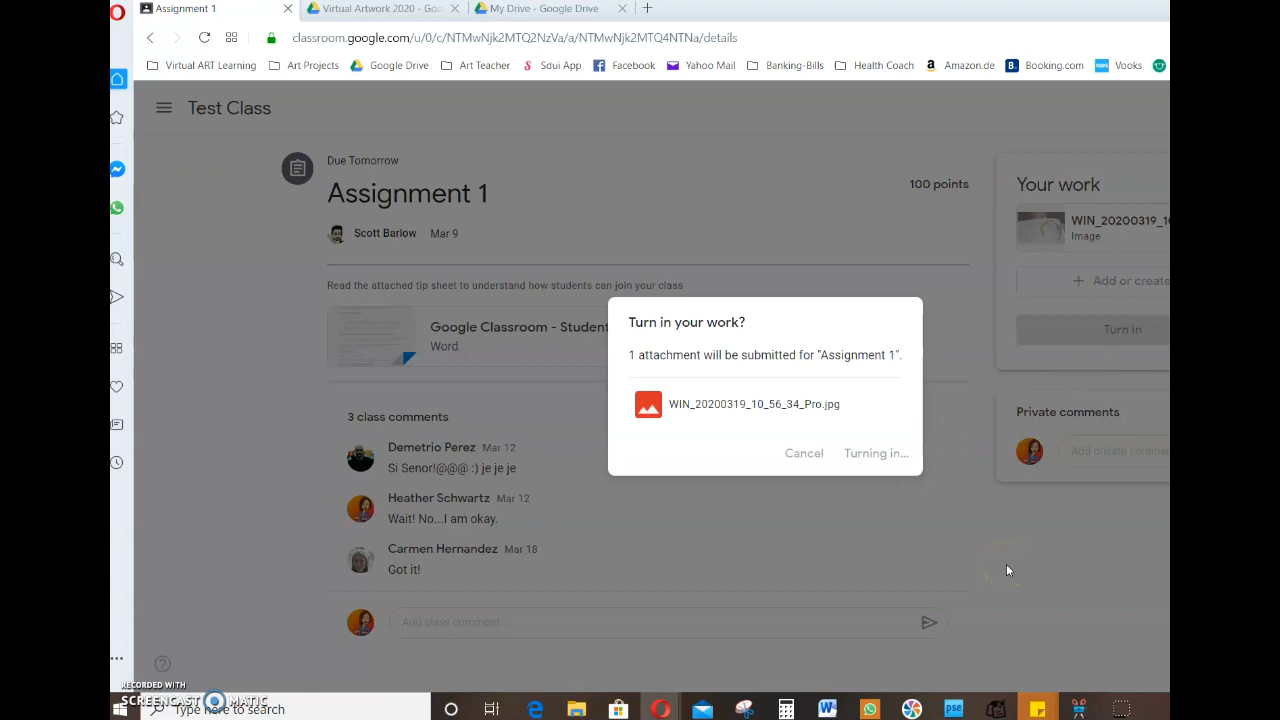 Assignment 1
Virtual Artwork 2020 - Goo
My Drive - Google Drive
classroom.google.com/u/0/c/NTMwNjk2MTQ2NzVa/a/NTMwNjk2MTQ4NTNa/details
Virtual ART Learning
Art Projects
Google Drive
Art Teacher
Sdui App
Facebook
Yahoo Mail
Banking-Bills
Health Coach
Amazon.de
Booking.com
Vooks
Test Class
Due Tomorrow
Assignment 1
100 points
Scott Barlow Mar 9
Read the attached tip sheet to understand how students can join your class
Google Classroom - Student
Word
3 class comments
Demetrio Perez Mar 12
Si Senor!@@@ :) je je je
Heather Schwartz Mar 12
Wait! No...I am okay.
Carmen Hernandez Mar 18
Got it!
Add class comment...
Your work
WIN_20200319_10
Image
+ Add or create
Turn in
Private comments
Add private comme
Turn in your work?
1 attachment will be submitted for "Assignment 1".
WIN_20200319_10_56_34_Pro.jpg
Cancel Turning in...
RECORDED WITH
SCREENCAST MATIC
Type here to search
pse